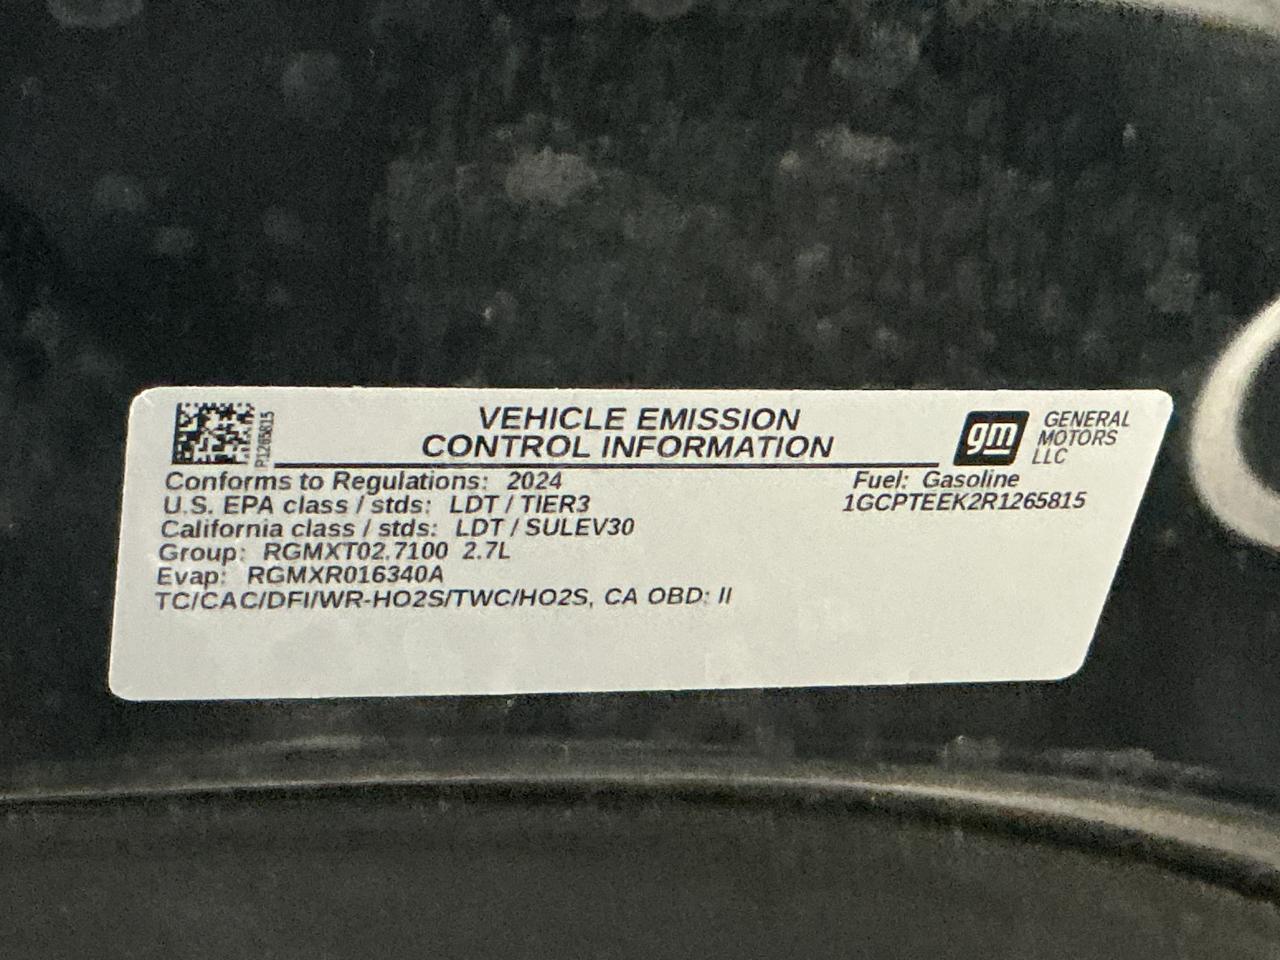 P1265815
VEHICLE EMISSION
CONTROL INFORMATION
gm
GENERAL
MOTORS
LLC
Conforms to Regulations: 2024
Fuel: Gasoline
U.S. EPA class / stds: LDT / TIER3
1GCPTEEK2R1265815
California class / stds: LDT / SULEV30
Group: RGMXT02.7100 2.7L
Evap: RGMXR016340A
TC/CAC/DFI/WR-HO2S/TWC/HO2S, CA OBD: II